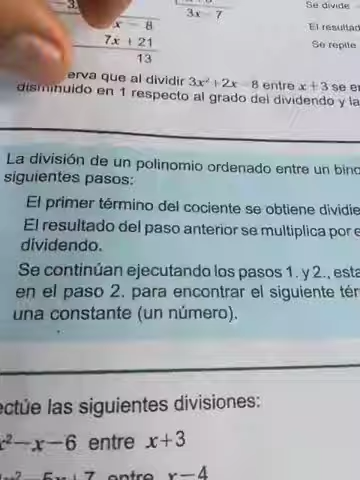 3x - 7
Se divide
El resultad
Se repite
x - 8
7x + 21
13
erva que al dividir 3x² + 2x - 8 entre x + 3 se
disminuido en 1 respecto al grado del dividendo y la
La división de un polinomio ordenado entre un bino
siguientes pasos:
El primer término del cociente se obtiene dividie
El resultado del paso anterior se multiplica por e
dividendo.
Se continúan ejecutando los pasos 1. y 2., esta
en el paso 2. para encontrar el siguiente tér
una constante (un número).
ectúe las siguientes divisiones:
x²-x-6 entre x+3
entre x-4